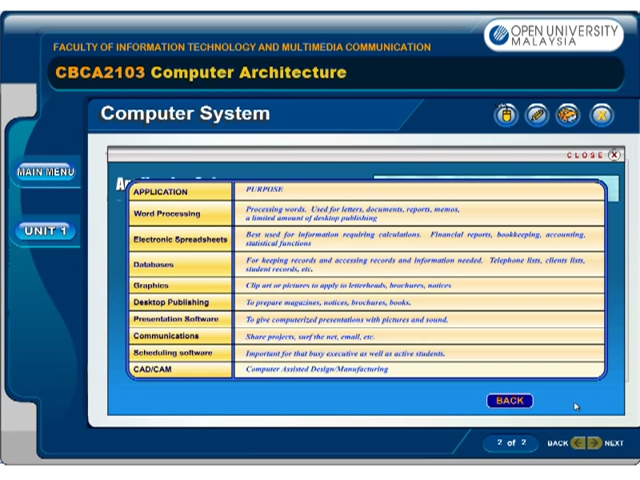 OPEN UNIVERSITY
MALAYSIA
FACULTY OF INFORMATION TECHNOLOGY AND MULTIMEDIA COMMUNICATION
CBCA2103 Computer Architecture
Computer System
CLOSE
MAIN MENU
UNIT 1
APPLICATION
PURPOSE
Word Processing
Processing words. Used for letters, documents, reports, memos,
a limited amount of desktop publishing
Electronic Spreadsheets
Best used for information requiring calculations. Financial reports, bookkeeping, accounting,
statistical functions
Databases
For keeping records and accessing records and information needed. Telephone lists, clients lists,
student records, etc.
Graphics
Clip art or pictures to apply to letterheads, brochures, notices
Desktop Publishing
To prepare magazines, notices, brochures, books.
Presentation Software
To give computerized presentations with pictures and sound.
Communications
Share projects, surf the net, email, etc.
Scheduling software
Important for that busy executive as well as active students.
CAD/CAM
Computer Assisted Design/Manufacturing
BACK
2 of 2
BACK
NEXT